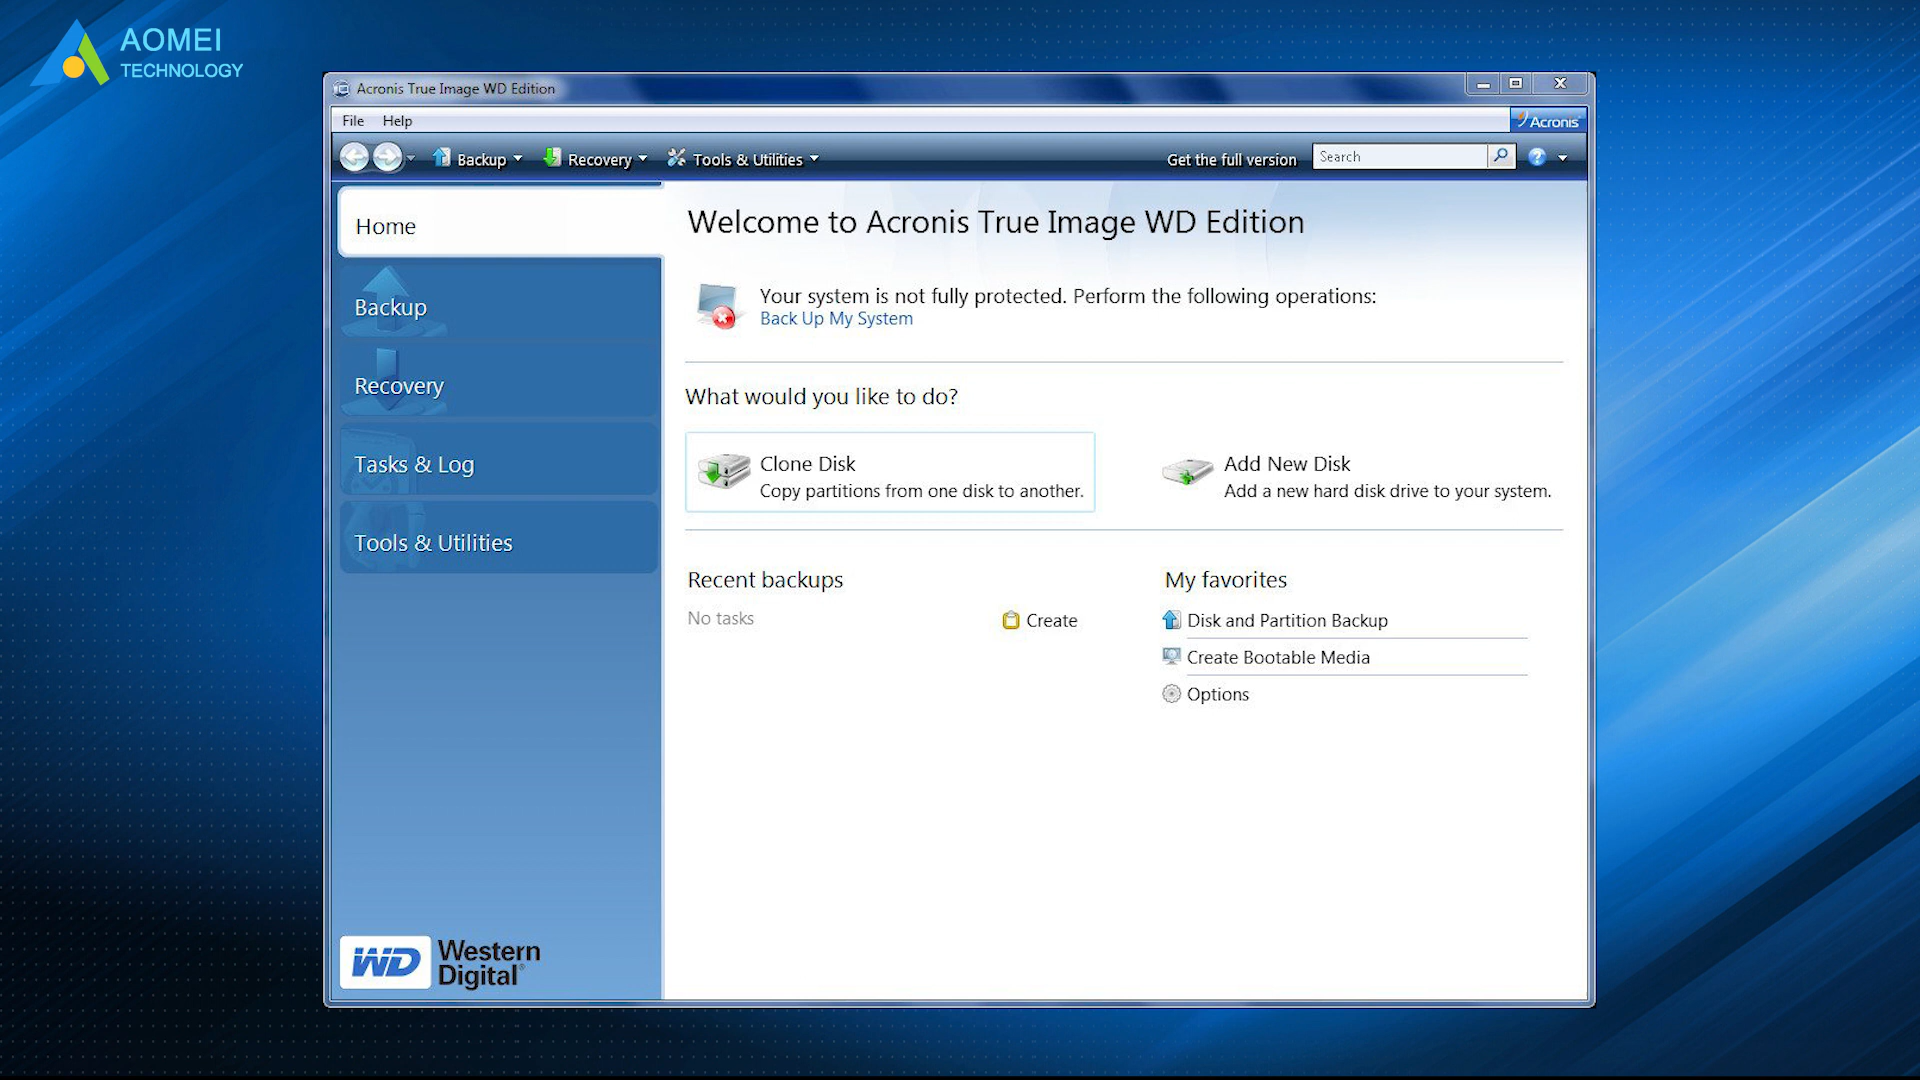 AOMEI
TECHNOLOGY
Acronis True Image WD Edition
File Help
Acronis
Backup Recovery Tools & Utilities Get the full version Search
Home
Backup
Recovery
Tasks & Log
Tools & Utilities
Welcome to Acronis True Image WD Edition
Your system is not fully protected. Perform the following operations:
Back Up My System
What would you like to do?
Clone Disk
Copy partitions from one disk to another.
Add New Disk
Add a new hard disk drive to your system.
Recent backups
No tasks
Create
My favorites
Disk and Partition Backup
Create Bootable Media
Options
WD Western
Digital®